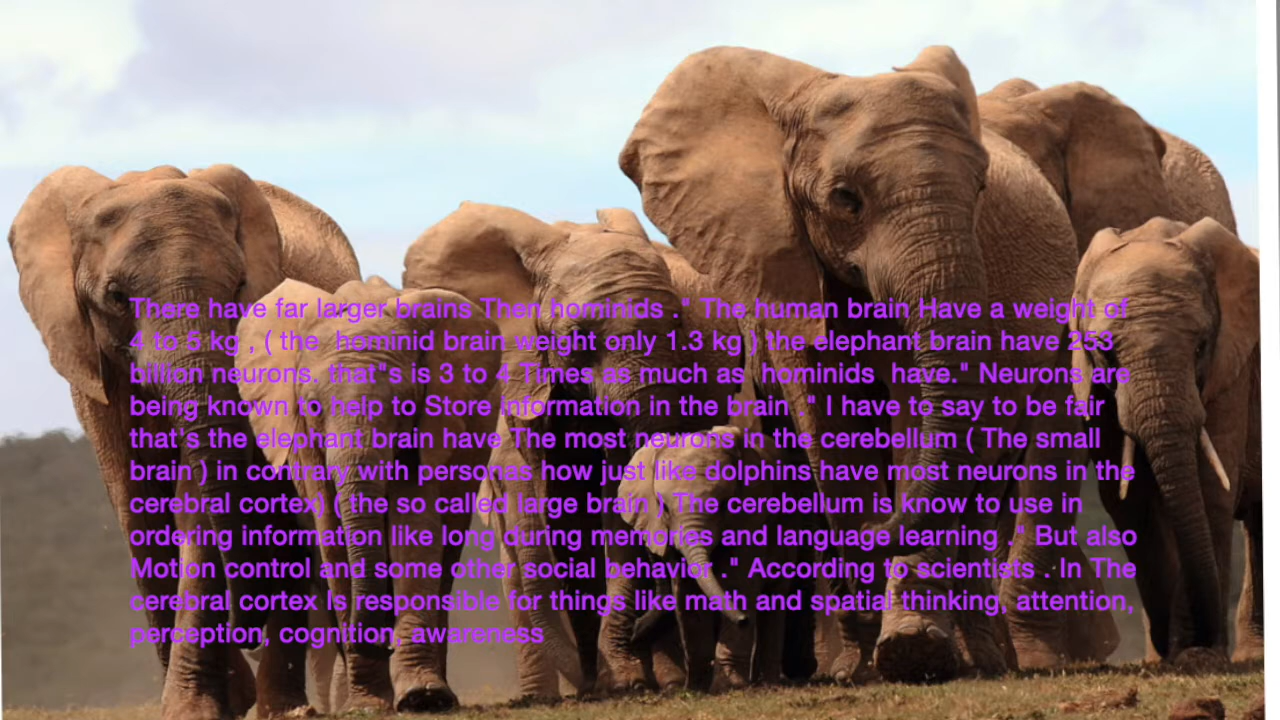 There have far larger brains Then hominids ." The human brain Have a weight of
4 to 5 kg , ( the  hominid brain weight only 1.3 kg ) the elephant brain have 253
billion neurons. that"s is 3 to 4 Times as much as  hominids  have." Neurons are
being known to help to Store information in the brain ." I have to say to be fair
that's the elephant brain have The most neurons in the cerebellum ( The small
brain ) in contrary with personas how just like dolphins have most neurons in the
cerebral cortex) ( the so called large brain ) The cerebellum is know to use in
ordering information like long during memories and language learning ." But also
Motion control and some other social behavior ." According to scientists . In The
cerebral cortex Is responsible for things like math and spatial thinking, attention,
perception, cognition, awareness